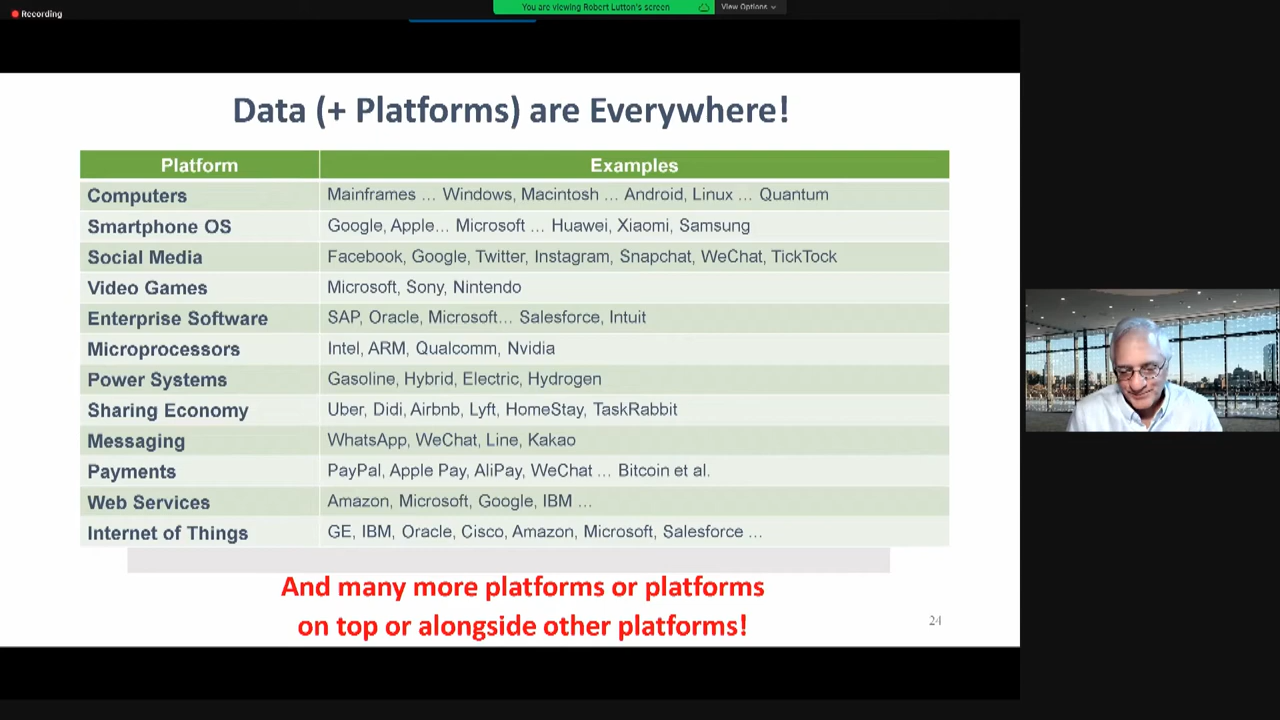 Recording
You are viewing Robert Lutton's screen
View Options
Data (+ Platforms) are Everywhere!
Platform Examples
Computers Mainframes … Windows, Macintosh … Android, Linux … Quantum
Smartphone OS Google, Apple… Microsoft … Huawei, Xiaomi, Samsung
Social Media Facebook, Google, Twitter, Instagram, Snapchat, WeChat, TickTock
Video Games Microsoft, Sony, Nintendo
Enterprise Software SAP, Oracle, Microsoft… Salesforce, Intuit
Microprocessors Intel, ARM, Qualcomm, Nvidia
Power Systems Gasoline, Hybrid, Electric, Hydrogen
Sharing Economy Uber, Didi, Airbnb, Lyft, HomeStay, TaskRabbit
Messaging WhatsApp, WeChat, Line, Kakao
Payments PayPal, Apple Pay, AliPay, WeChat … Bitcoin et al.
Web Services Amazon, Microsoft, Google, IBM …
Internet of Things GE, IBM, Oracle, Cisco, Amazon, Microsoft, Salesforce …
And many more platforms or platforms
on top or alongside other platforms!
24